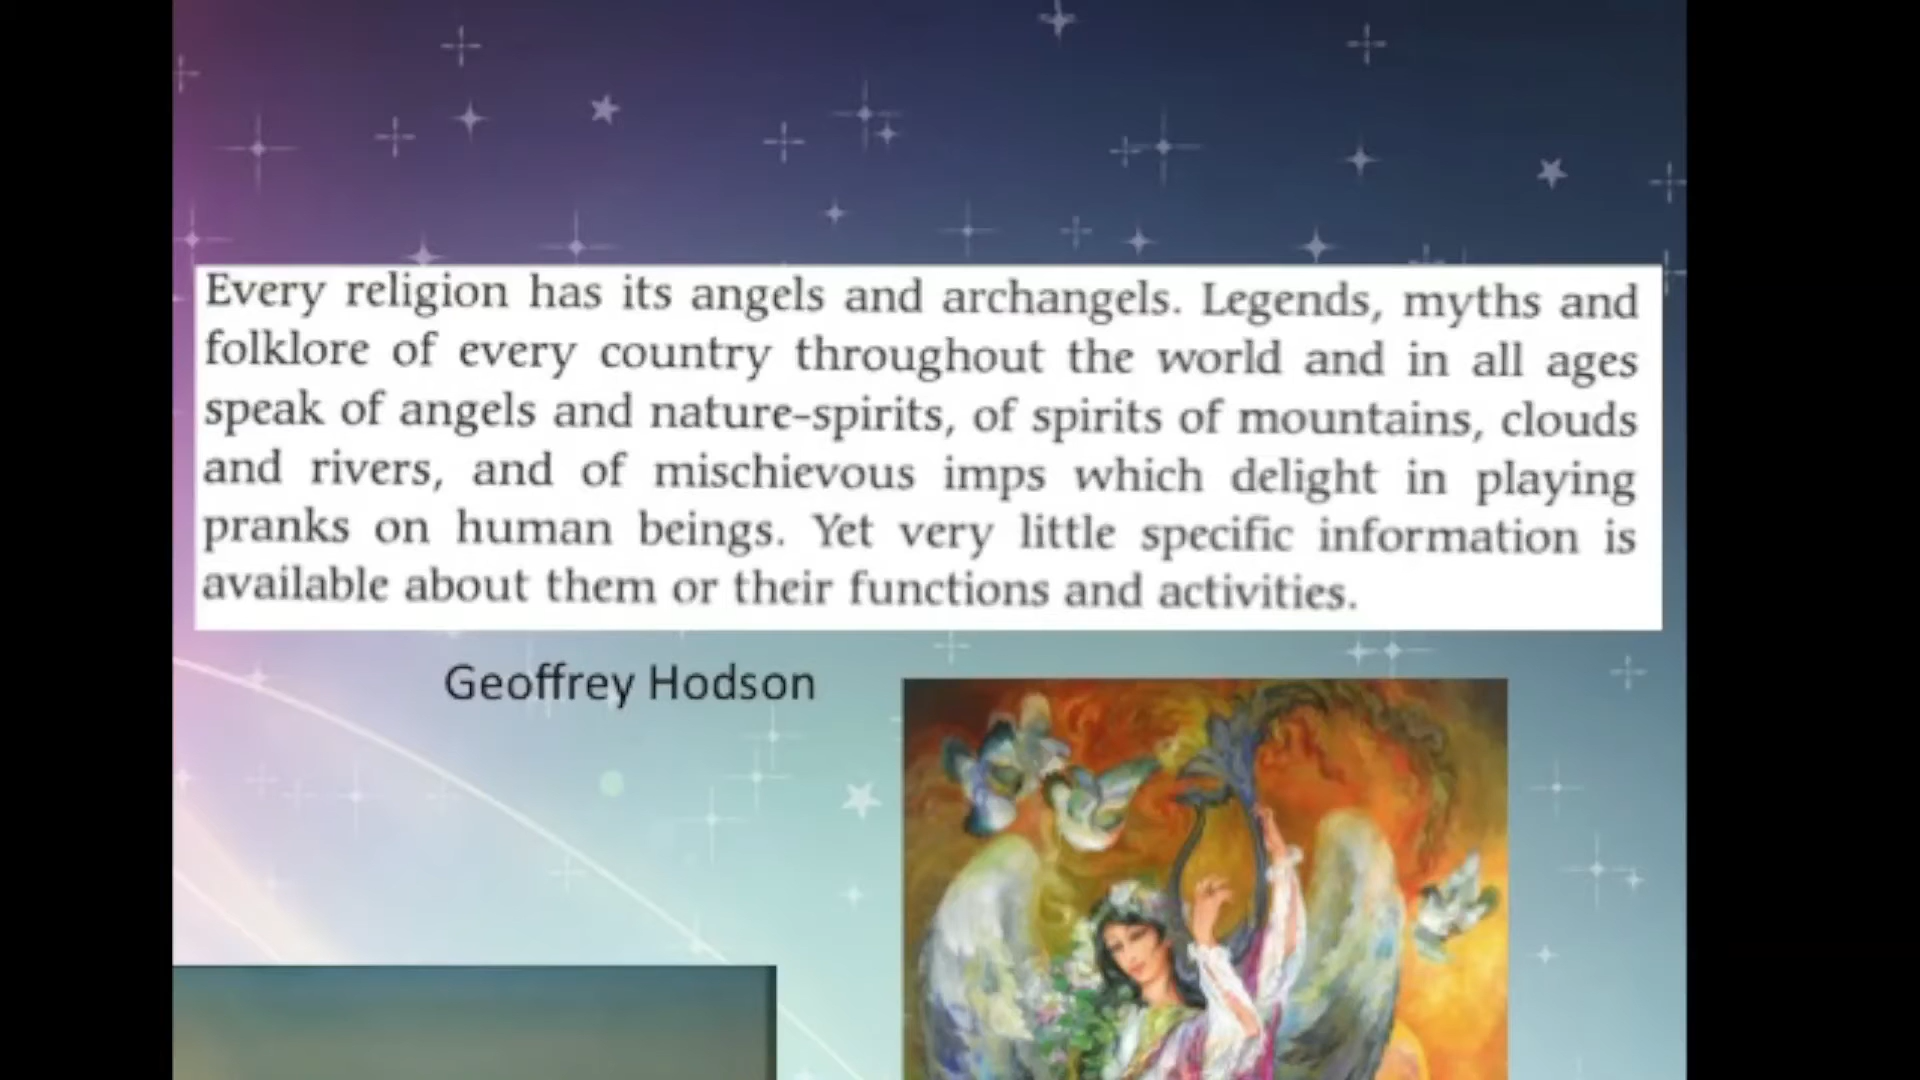 Every religion has its angels and archangels. Legends, myths and
folklore of every country throughout the world and in all ages
speak of angels and nature-spirits, of spirits of mountains, clouds
and rivers, and of mischievous imps which delight in playing
pranks on human beings. Yet very little specific information is
available about them or their functions and activities.
Geoffrey Hodson